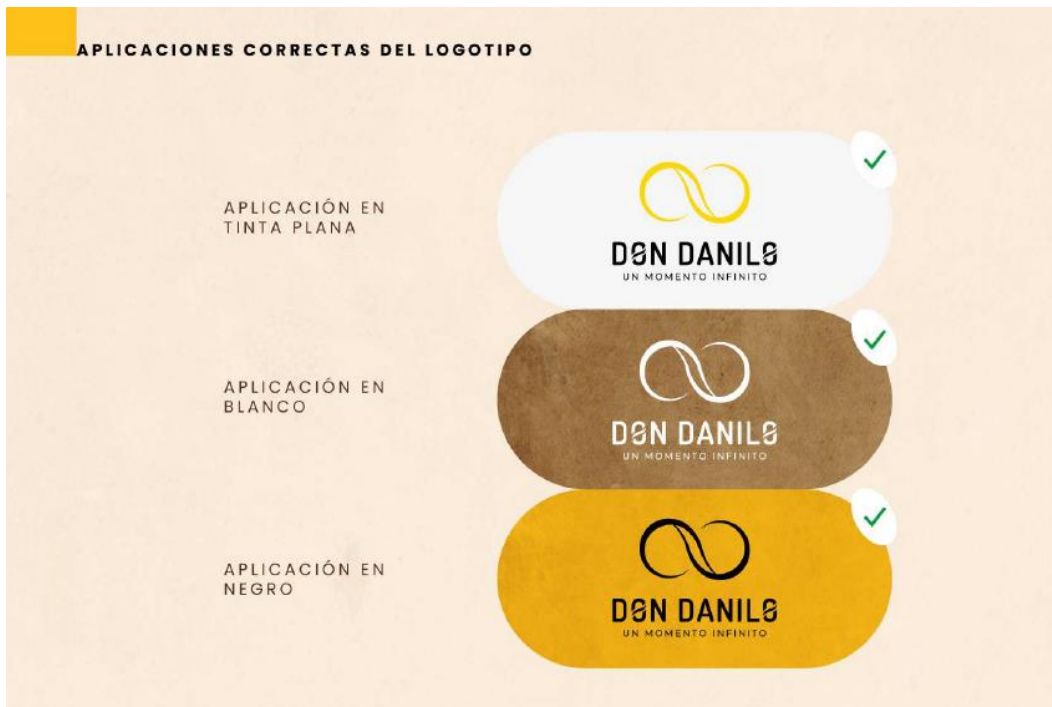 APLICACIONES CORRECTAS DEL LOGOTIPO
APLICACIÓN EN
TINTA PLANA
DON DANILO
UN MOMENTO INFINITO
APLICACIÓN EN
BLANCO
DON DANILO
UN MOMENTO INFINITO
APLICACIÓN EN
NEGRO
DON DANILO
UN MOMENTO INFINITO